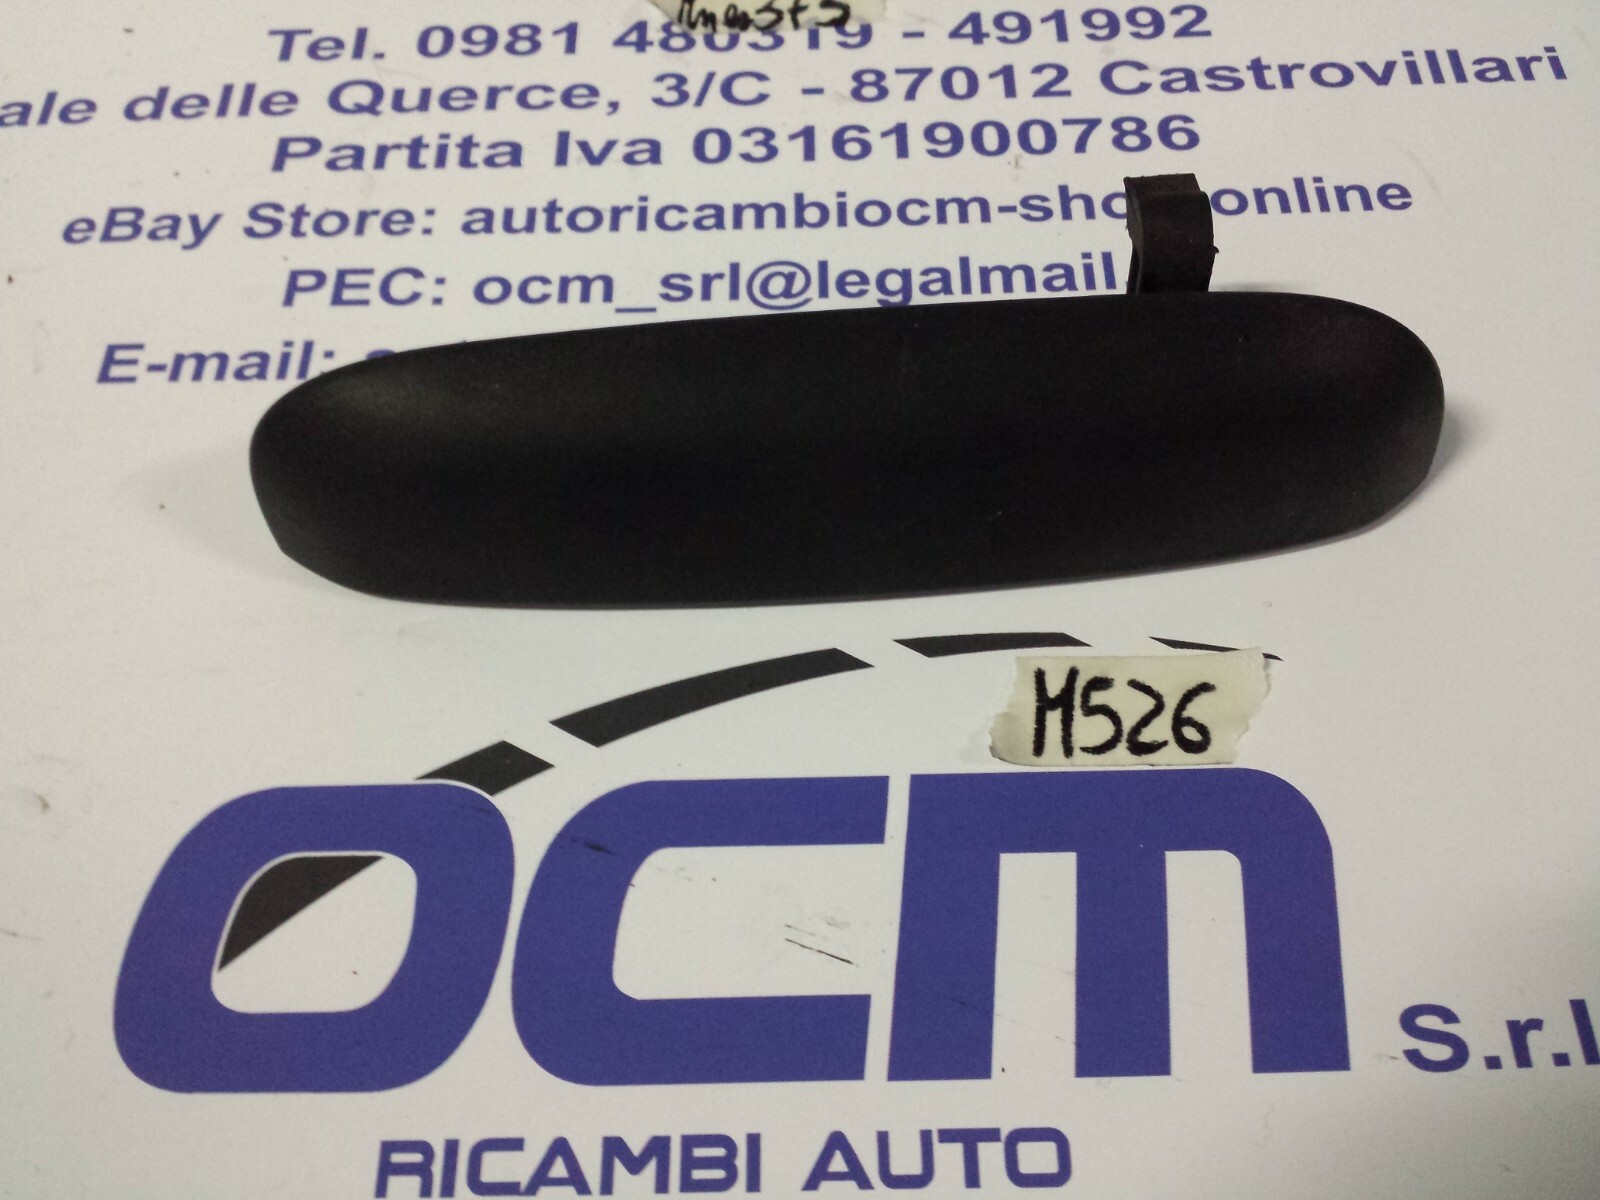 Tel. 0981 480319 - 491992
ale delle Querce, 3/C - 87012 Castrovillari
Partita Iva 03161900786
eBay Store: autoricambiocm-sho online
PEC: ocm_srl@legalmail.
E-mail:
M526
OCM S.r.l
RICAMBI AUTO